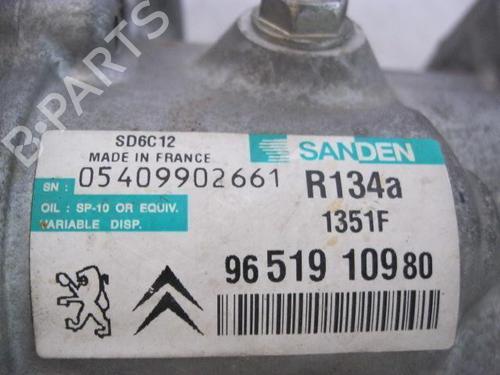 SD6C12
MADE IN FRANCE
SANDEN
SN : 05409902661
R134a
OIL : SP-10 OR EQUIV.
VARIABLE DISP.
1351F
96 519 109 80
B-PARTS